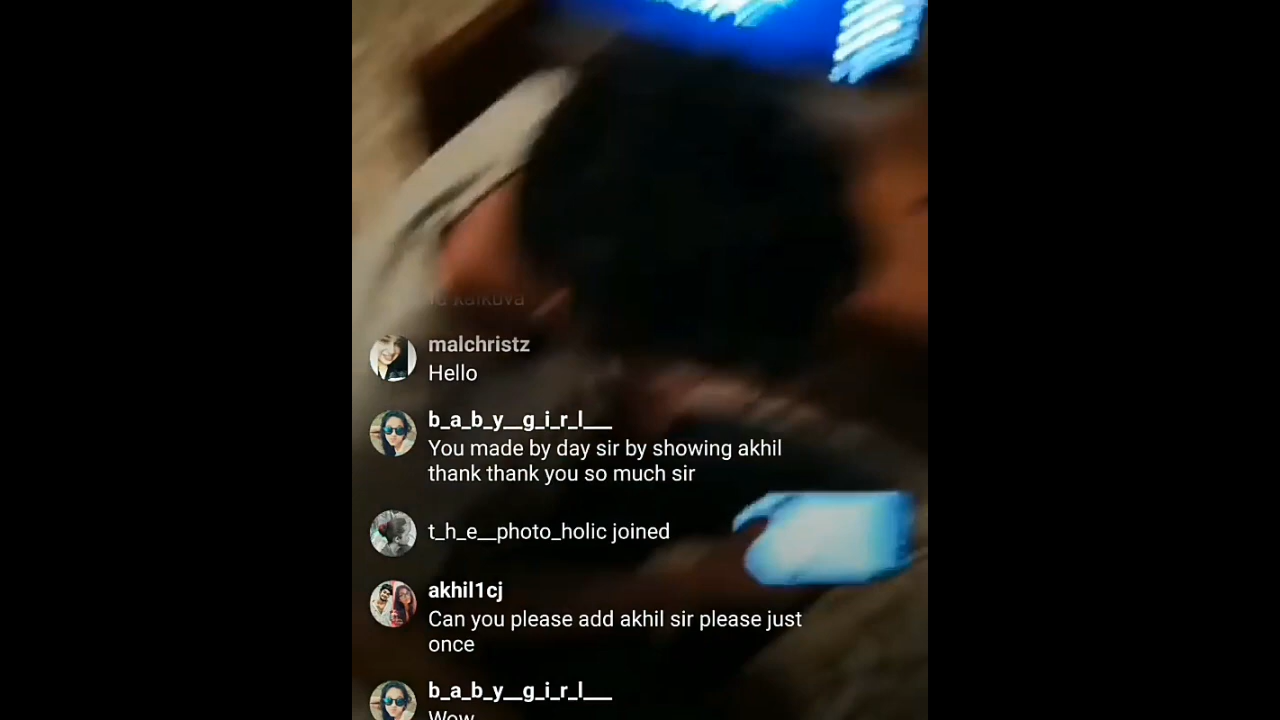 malchristz
Hello
b_a_b_y__g_i_r_l___
You made by day sir by showing akhil
thank thank you so much sir
t_h_e__photo_holic joined
akhil1cj
Can you please add akhil sir please just
once
b_a_b_y__g_i_r_l___
Wow